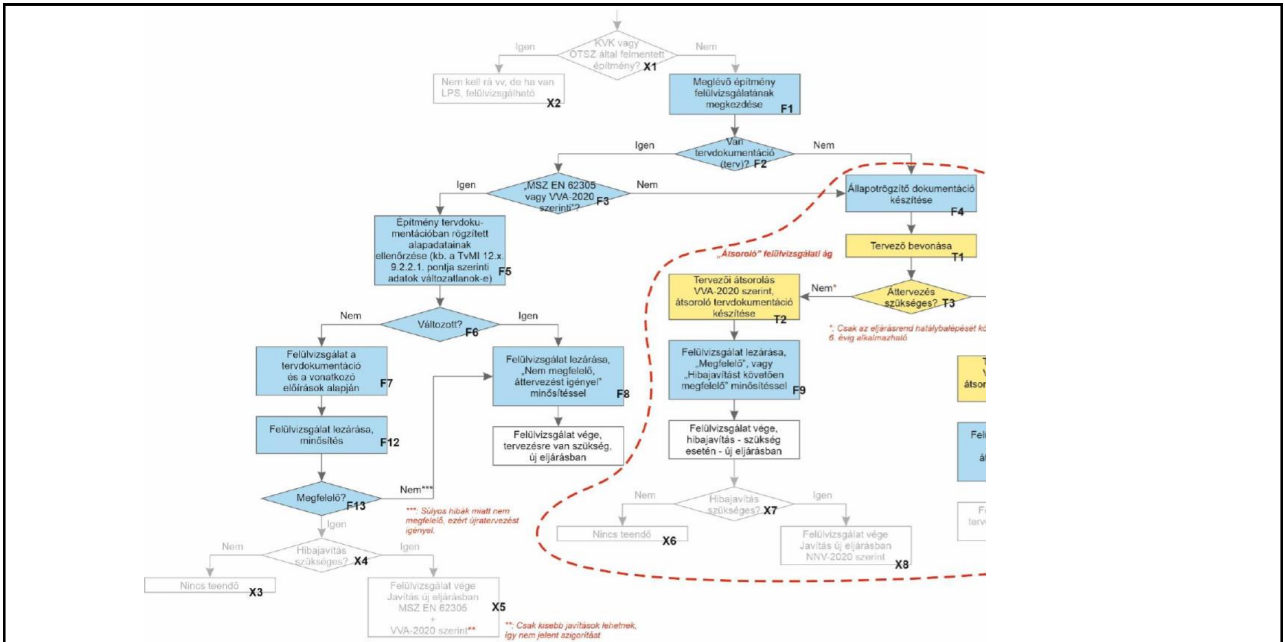 KVK vagy
OTSZ által felmentett
építmény? X1
Igen
Nem
Nem kell rá vv, de ha van
LPS, felülvizsgálható
X2
Meglévő építmény
felülvizsgálatának
megkezdése
F1
Van
tervdokumentáció
(terv)? F2
Igen
Nem
„MSZ EN 62305
vagy VVA-2020
szerinti"? F3
Igen
Nem
Állapotrögzítő dokumentáció
készítése
F4
Építmény tervdoku-
mentációban rögzített
alapadatainak
ellenőrzése (kb. a TvMI 12.x.
9.2.2.1. pontja szerinti
adatok változatlanok-e)
F5
Tervező bevonása
T1
„Átsoroló" felülvizsgálati ág
Áttervezés
szükséges? T3
Nem*
Tervezői átsorolás
VVA-2020 szerint,
átsoroló tervdokumentáció
készítése
T2
*: Csak az eljárásrend hatálybalépését kö
6. évig alkalmazható
Változott? F6
Nem
Igen
Felülvizsgálat a
tervdokumentáció
és a vonatkozó
előírások alapján
F7
Felülvizsgálat lezárása,
„Nem megfelelő,
áttervezést igényel"
minősítéssel
F8
Felülvizsgálat lezárása,
„Megfelelő", vagy
„Hibajavítást követően
megfelelő" minősítéssel
F9
Felülvizsgálat lezárása,
minősítés
F12
Felülvizsgálat vége,
tervezésre van szükség,
új eljárásban
Felülvizsgálat vége,
hibajavítás - szükség
esetén - új eljárásban
Megfelelő? F13
Nem***
Igen
***: Súlyos hibák miatt nem
megfelelő, ezért újratervezést
igényel.
Hibajavítás
szükséges? X7
Nem
Igen
Nincs teendő
X6
Felülvizsgálat vége
Javítás új eljárásban
NNV-2020 szerint
X8
Hibajavítás
szükséges? X4
Nem
Igen
Nincs teendő
X3
Felülvizsgálat vége
Javítás új eljárásban
MSZ EN 62305
+
VVA-2020 szerint**
X5
**: Csak kisebb javítások lehetnek,
így nem jelent szigorítást